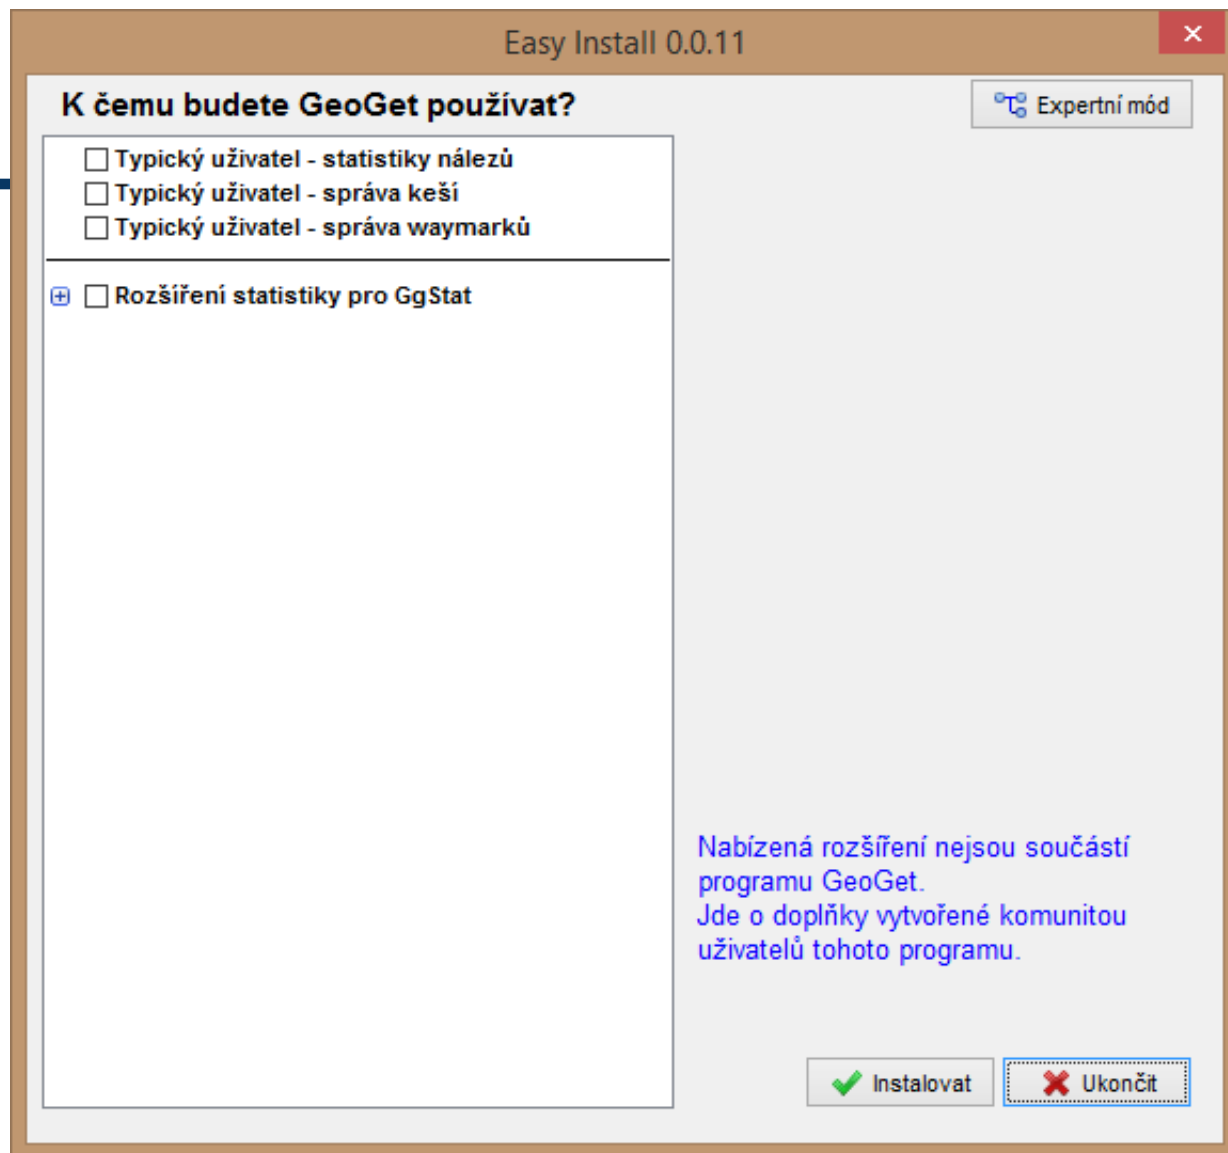 Easy Install 0.0.11
K čemu budete GeoGet používat?
Expertní mód
Typický uživatel - statistiky nálezů
Typický uživatel - správa keší
Typický uživatel - správa waymarků
Rozšíření statistiky pro GgStat
Nabízená rozšíření nejsou součástí
programu GeoGet.
Jde o doplňky vytvořené komunitou
uživatelů tohoto programu.
Instalovat
Ukončit